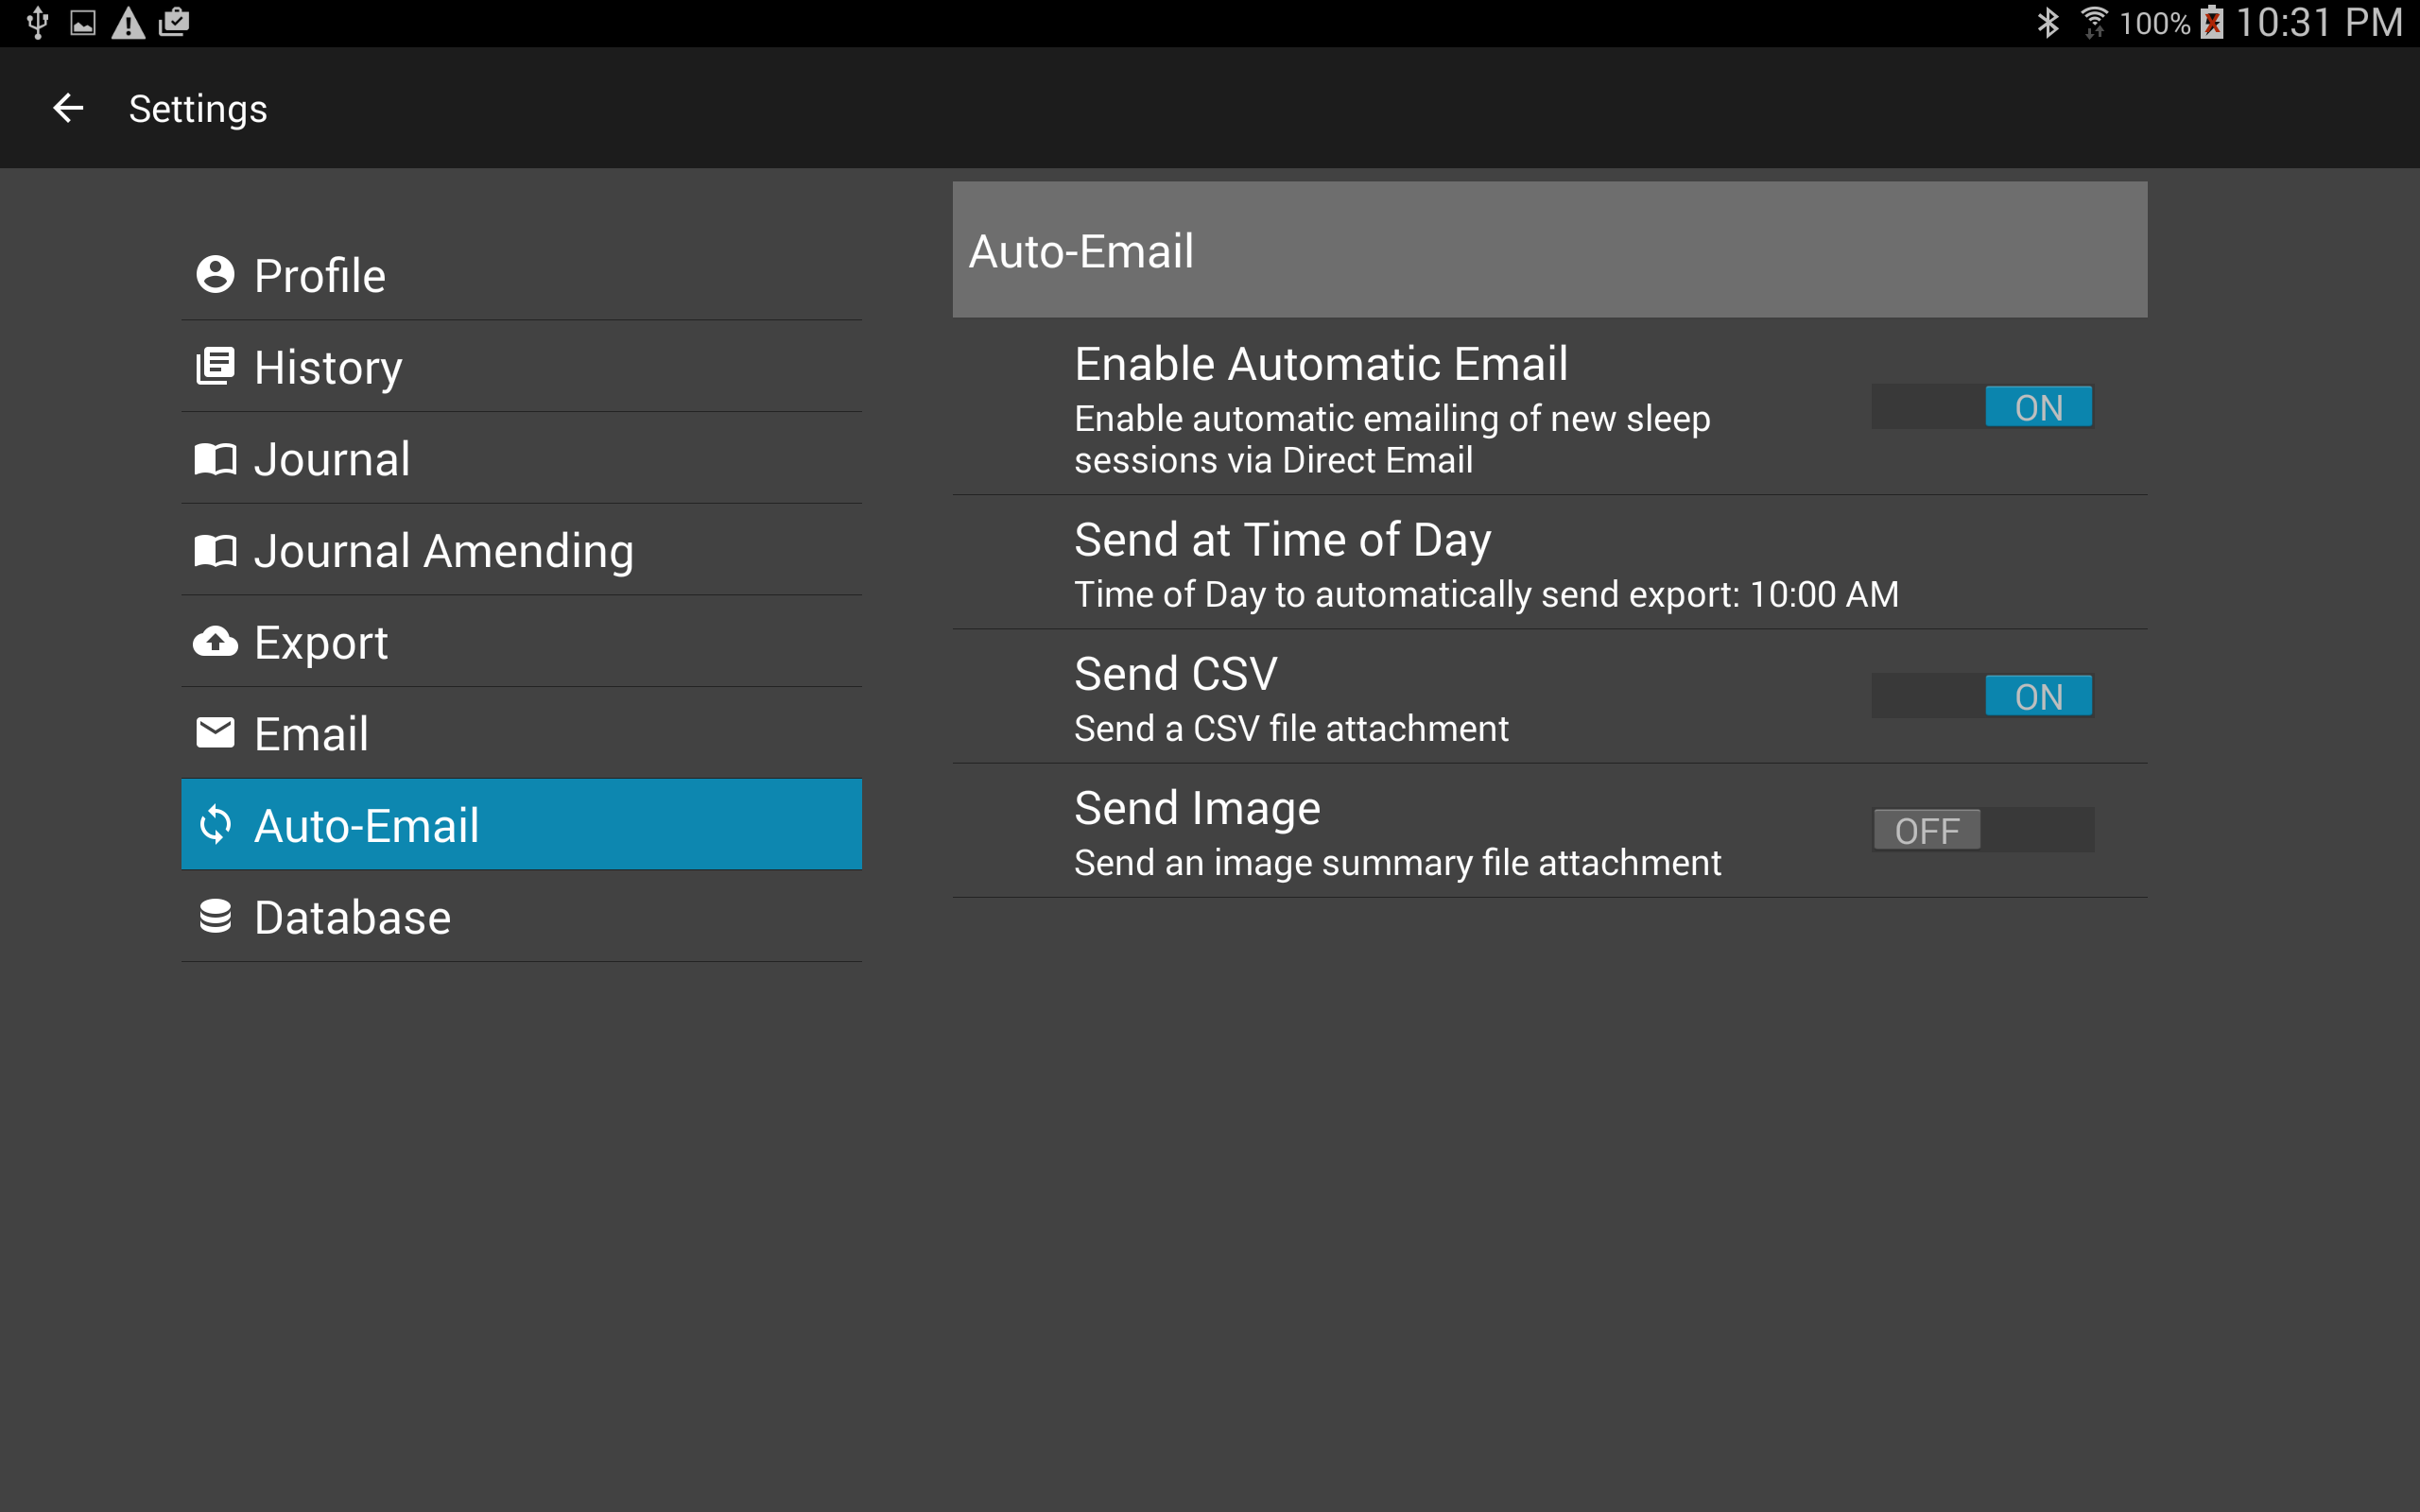 100% 10:31 PM
Settings
Profile
History
Journal
Journal Amending
Export
Email
Auto-Email
Database
Auto-Email
Enable Automatic Email
Enable automatic emailing of new sleep
sessions via Direct Email
ON
Send at Time of Day
Time of Day to automatically send export: 10:00 AM
Send CSV
Send a CSV file attachment
ON
Send Image
Send an image summary file attachment
OFF